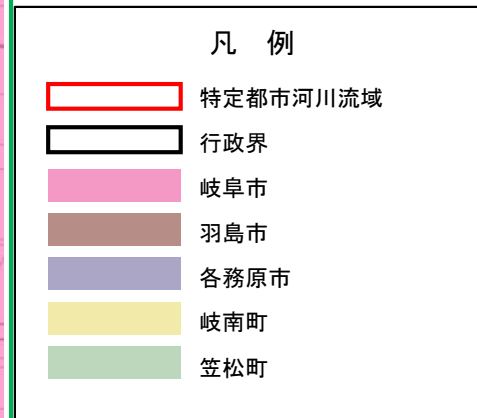 凡 例
特定都市河川流域
行政界
岐阜市
羽島市
各務原市
岐南町
笠松町